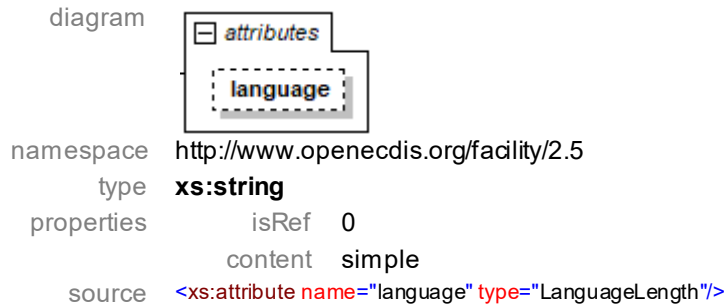 diagram
attributes
language
namespace http://www.openecdis.org/facility/2.5
type xs:string
properties isRef 0
content simple
source <xs:attribute name="language" type="LanguageLength"/>